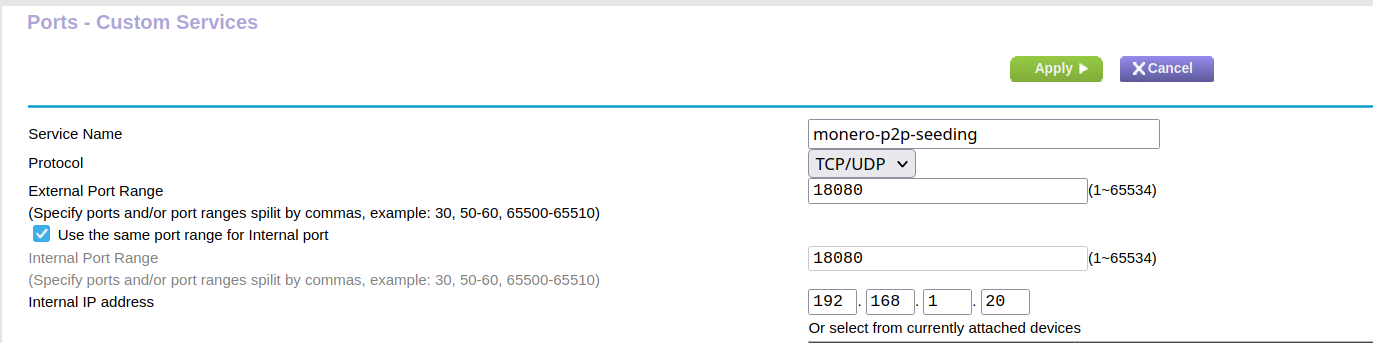 Ports - Custom Services
Apply
Cancel
Service Name
monero-p2p-seeding
Protocol
TCP/UDP
External Port Range
18080 (1~65534)
(Specify ports and/or port ranges spilit by commas, example: 30, 50-60, 65500-65510)
Use the same port range for Internal port
Internal Port Range
18080 (1~65534)
(Specify ports and/or port ranges spilit by commas, example: 30, 50-60, 65500-65510)
Internal IP address
192 . 168 . 1 . 20
Or select from currently attached devices